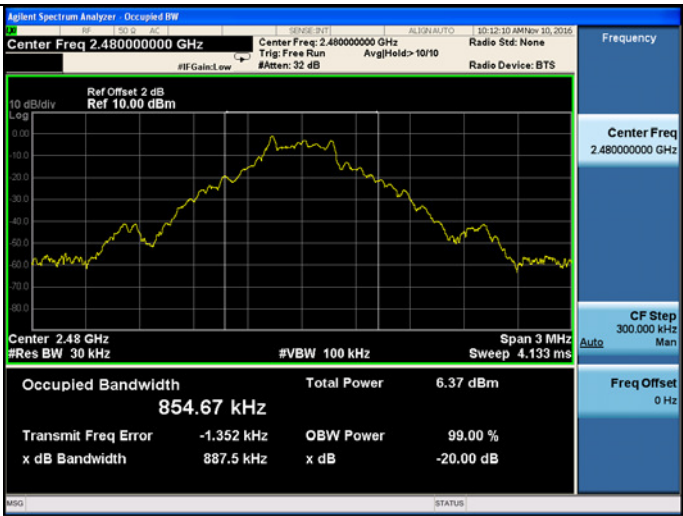 Agilent Spectrum Analyzer - Occupied BW
LXI RF 50 Ω AC SENSE:INT ALIGNAUTO 10:12:10 AM Nov 10, 2016
Center Freq 2.480000000 GHz
Center Freq: 2.480000000 GHz
Radio Std: None
Trig: Free Run Avg|Hold:> 10/10
#IFGain:Low #Atten: 32 dB Radio Device: BTS
Frequency
Ref Offset 2 dB
10 dB/div Ref 10.00 dBm
Log
0.00
-10.0
-20.0
-30.0
-40.0
-50.0
-60.0
-70.0
-80.0
Center Freq
2.480000000 GHz
Center 2.48 GHz Span 3 MHz
#Res BW 30 kHz #VBW 100 kHz Sweep 4.133 ms
CF Step
300.000 kHz
Auto Man
Occupied Bandwidth Total Power 6.37 dBm
854.67 kHz
Transmit Freq Error -1.352 kHz OBW Power 99.00 %
x dB Bandwidth 887.5 kHz x dB -20.00 dB
Freq Offset
0 Hz
MSG STATUS